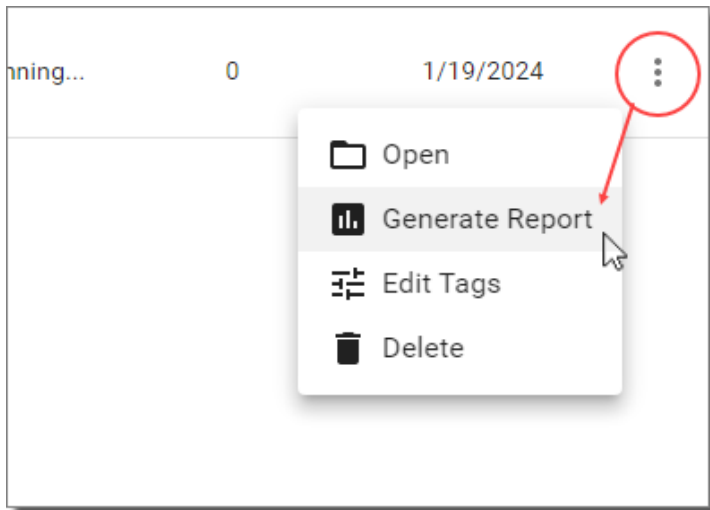 nning... 0 1/19/2024
Open
Generate Report
Edit Tags
Delete